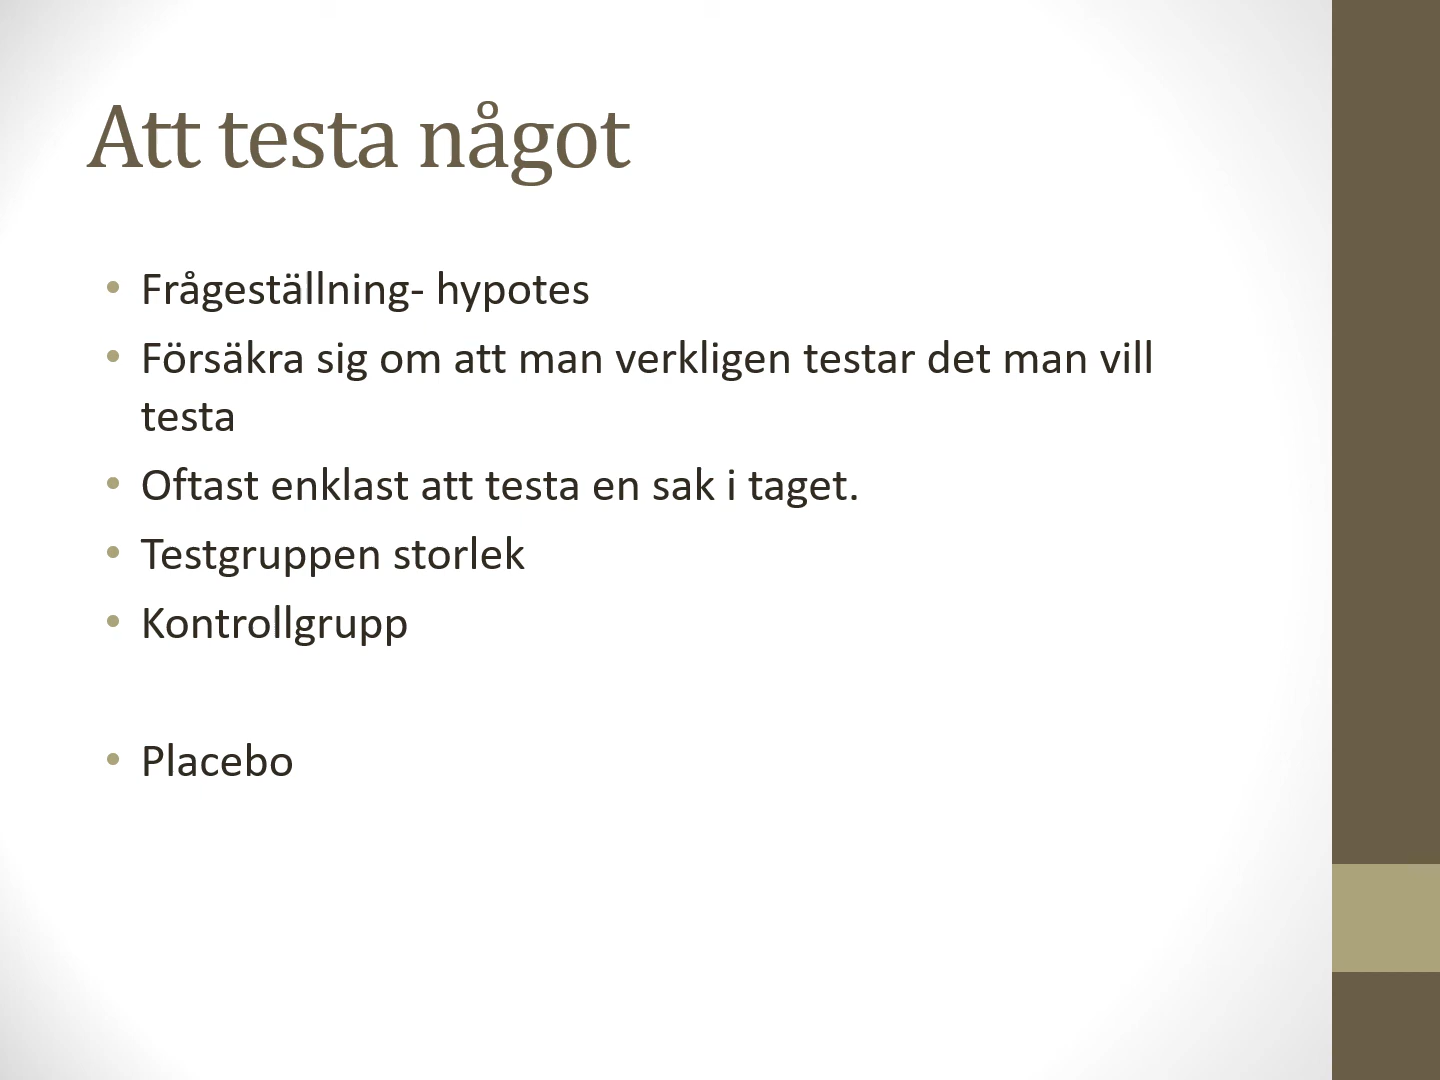 Att testa något
• Frågeställning- hypotes
• Försäkra sig om att man verkligen testar det man vill
testa
• Oftast enklast att testa en sak i taget.
• Testgruppen storlek
• Kontrollgrupp
• Placebo